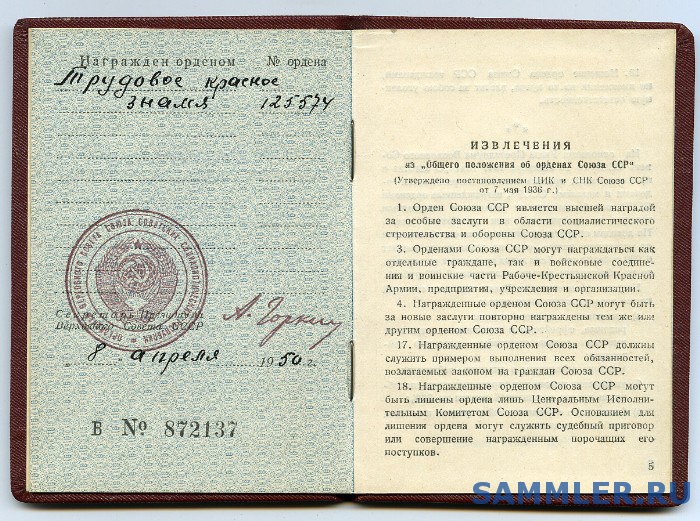 Награжден орденом № ордена
Трудовое красное
знамя 125574
Секретарь Президиума
Верховного Совета СССР
А. Горкин
8 апреля 1950 г.
В № 872137
ИЗВЛЕЧЕНИЯ
из „Общего положения об орденах Союза ССР"
(Утверждено постановлением ЦИК и СНК Союза ССР
от 7 мая 1936 г.)
1. Орден Союза ССР является высшей наградой
за особые заслуги в области социалистического
строительства и обороны Союза ССР.
3. Орденами Союза ССР могут награждаться как
отдельные граждане, так и войсковые соедине-
ния и воинские части Рабоче-Крестьянской Красной
Армии, предприятия, учреждения и организации.
4. Награжденные орденом Союза ССР могут быть
за новые заслуги повторно награждены тем же или
другим орденом Союза ССР.
17. Награжденные орденом Союза ССР должны
служить примером выполнения всех обязанностей,
возлагаемых законом на граждан Союза ССР.
18. Награжденные орденом Союза ССР могут
быть лишены ордена лишь Центральным Исполни-
тельным Комитетом Союза ССР. Основанием для
лишения ордена могут служить судебный приговор
или совершение награжденным порочащих его
поступков.
5
SAMMLER.RU